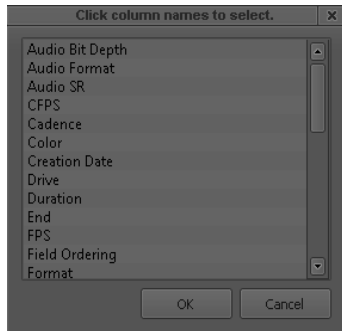 Click column names to select.
Audio Bit Depth
Audio Format
Audio SR
CFPS
Cadence
Color
Creation Date
Drive
Duration
End
FPS
Field Ordering
Format
OK
Cancel